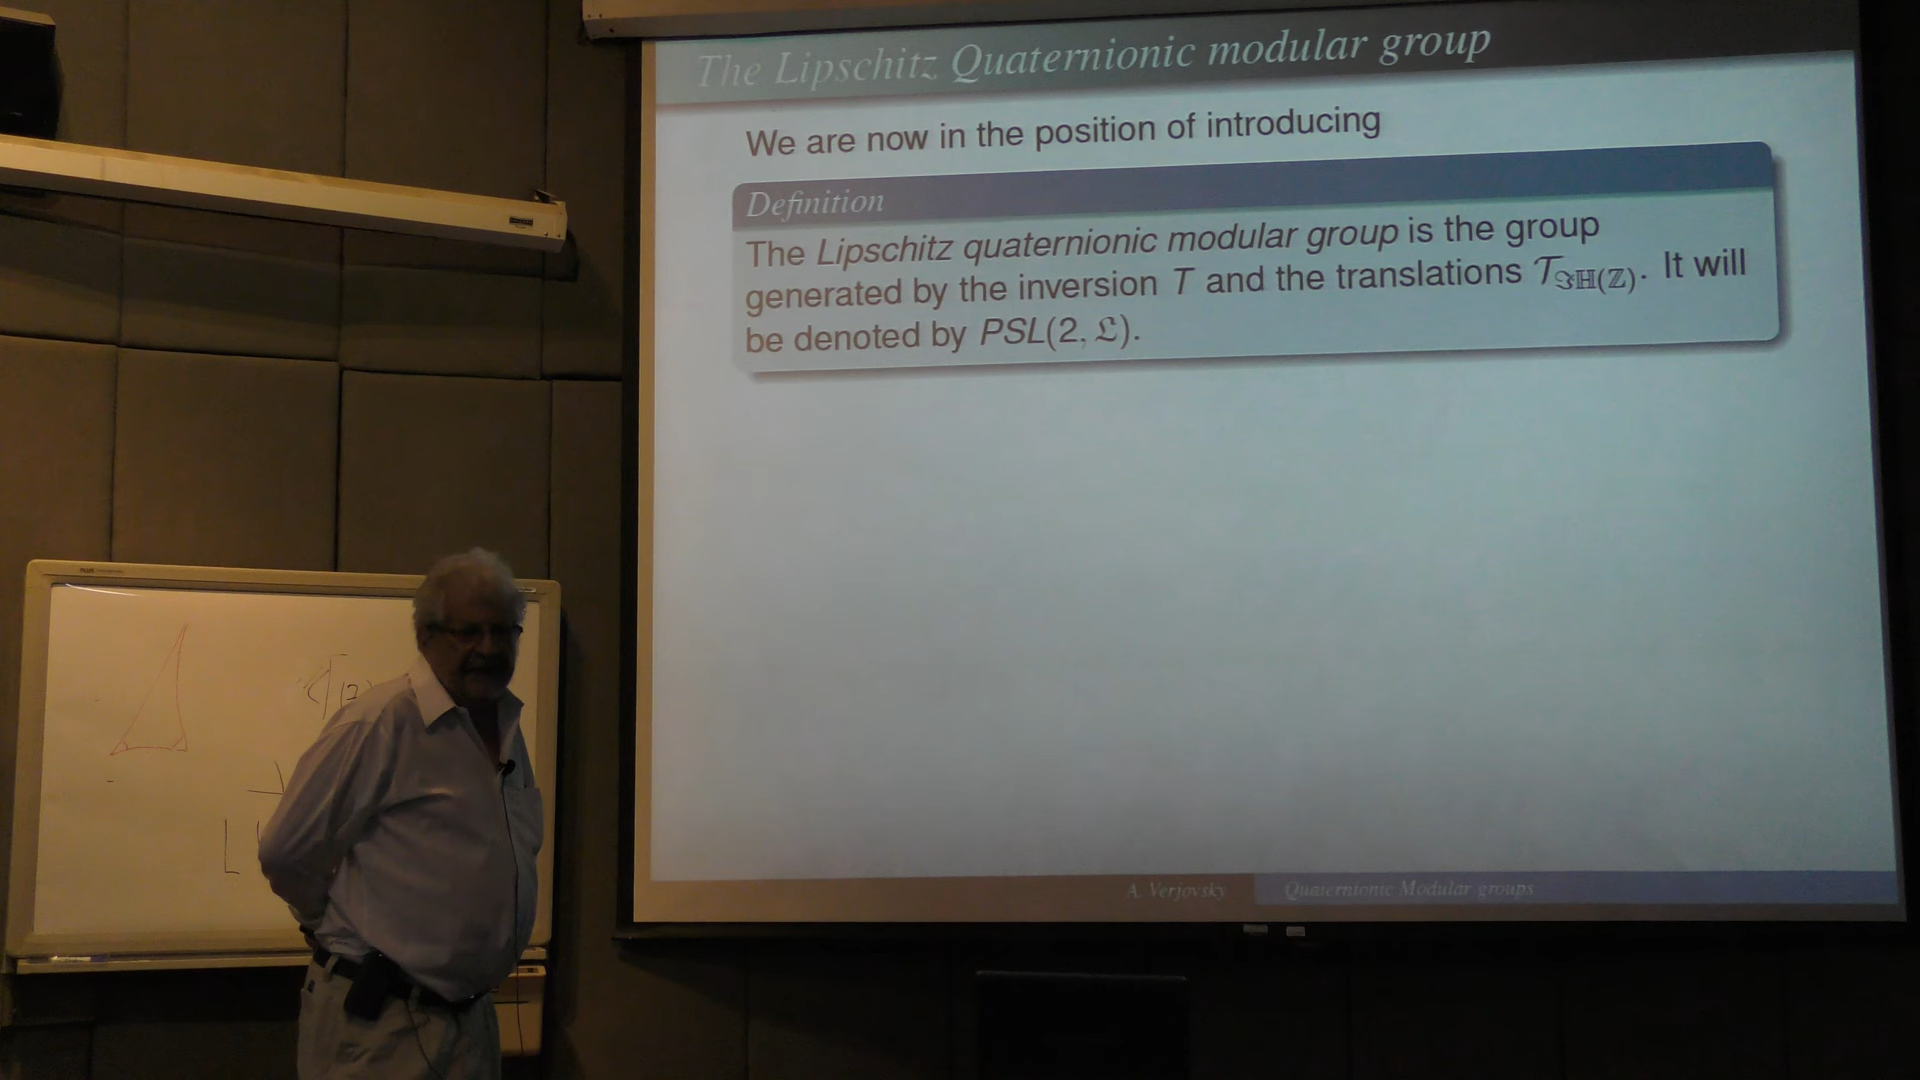 The Lipschitz Quaternionic modular group
We are now in the position of introducing
Definition
The Lipschitz quaternionic modular group is the group
generated by the inversion T and the translations 𝒯ℑℍ(ℤ). It will
be denoted by PSL(2, 𝔏).
A. Verjovsky Quaternionic Modular groups